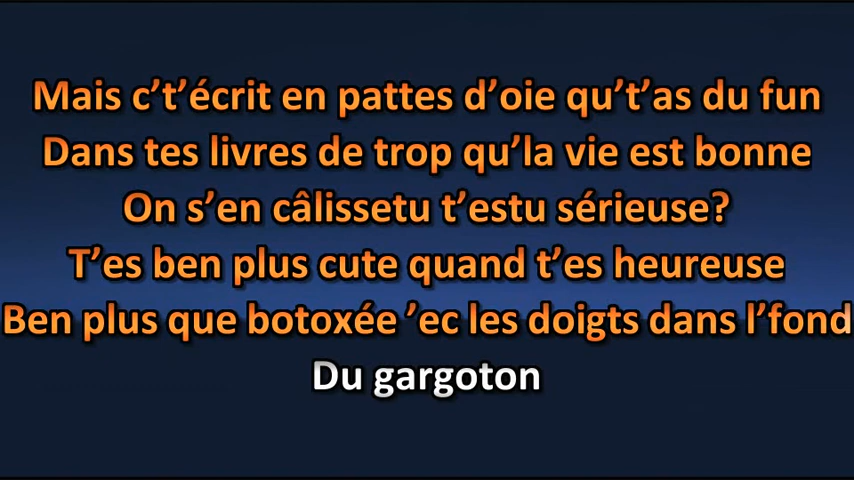 Mais c’t’écrit en pattes d’oie qu’t’as du fun
Dans tes livres de trop qu’la vie est bonne
On s’en câlissetu t’estu sérieuse?
T’es ben plus cute quand t’es heureuse
Ben plus que botoxée ’ec les doigts dans l’fond
Du gargoton